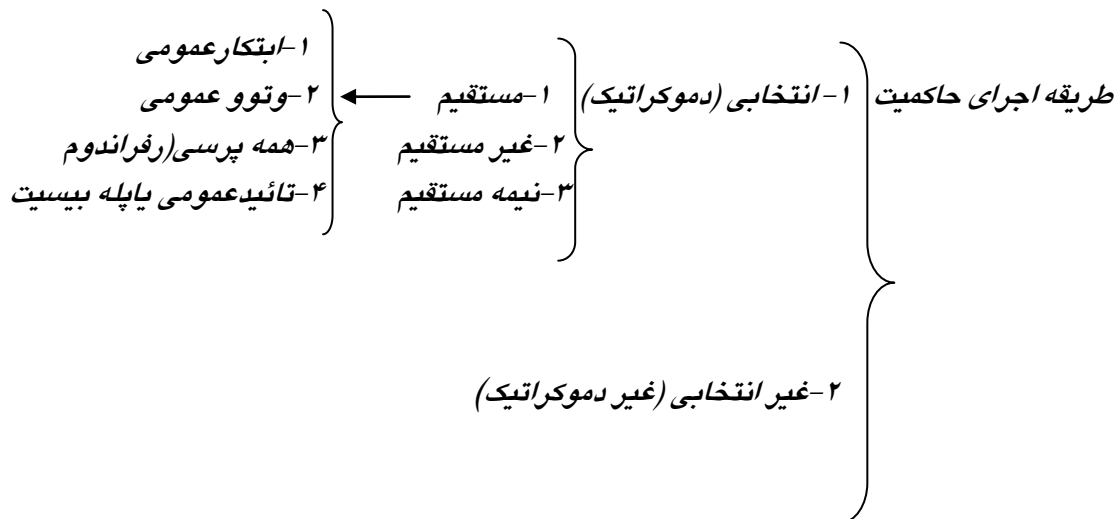 طریقه اجرای حاکمیت
۱- انتخابی (دموکراتیک)
۱-مستقیم
۲-غیر مستقیم
۳-نیمه مستقیم
۱-ابتکارعمومی
۲-وتوو عمومی
۳-همه پرسی(رفراندوم
۴-تائیدعمومی یاپله بیسیت
۲-غیر انتخابی (غیر دموکراتیک)